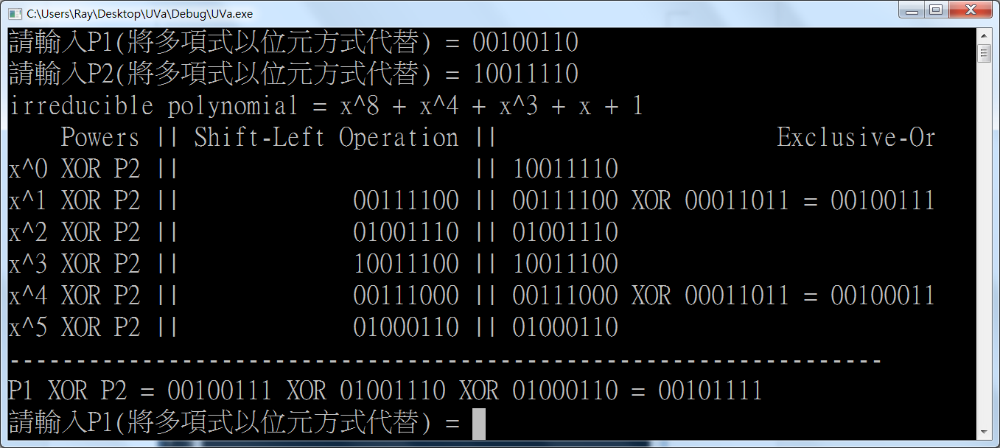 C:\Users\Ray\Desktop\UVa\Debug\UVa.exe
請輸入P1(將多項式以位元方式代替) = 00100110
請輸入P2(將多項式以位元方式代替) = 10011110
irreducible polynomial = x^8 + x^4 + x^3 + x + 1
Powers || Shift-Left Operation || Exclusive-Or
x^0 XOR P2 || || 10011110
x^1 XOR P2 || 00111100 || 00111100 XOR 00011011 = 00100111
x^2 XOR P2 || 01001110 || 01001110
x^3 XOR P2 || 10011100 || 10011100
x^4 XOR P2 || 00111000 || 00111000 XOR 00011011 = 00100011
x^5 XOR P2 || 01000110 || 01000110
------------------------------------------------------------------
P1 XOR P2 = 00100111 XOR 01001110 XOR 01000110 = 00101111
請輸入P1(將多項式以位元方式代替) =